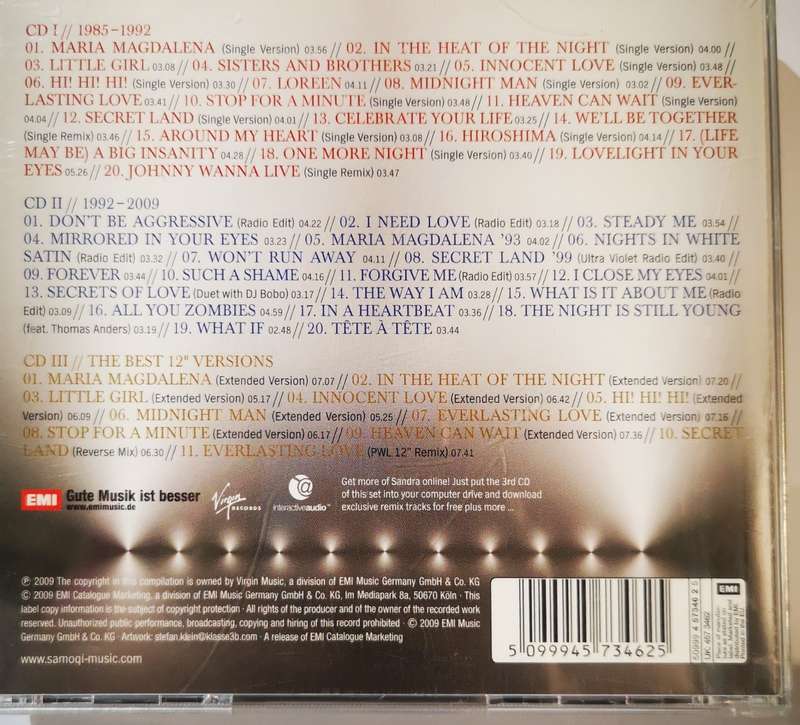 CD I // 1985-1992
01. MARIA MAGDALENA (Single Version) 03.56 // 02. IN THE HEAT OF THE NIGHT (Single Version) 04.00 //
03. LITTLE GIRL 03.08 // 04. SISTERS AND BROTHERS 03.21 // 05. INNOCENT LOVE (Single Version) 03.48 //
06. HI! HI! HI! (Single Version) 03.30 // 07. LOREEN 04.11 // 08. MIDNIGHT MAN (Single Version) 03.02 // 09. EVER-
LASTING LOVE 03.41 // 10. STOP FOR A MINUTE (Single Version) 03.48 // 11. HEAVEN CAN WAIT (Single Version)
04.04 // 12. SECRET LAND (Single Version) 04.01 // 13. CELEBRATE YOUR LIFE 03.25 // 14. WE'LL BE TOGETHER
(Single Remix) 03.46 // 15. AROUND MY HEART (Single Version) 03.08 // 16. HIROSHIMA (Single Version) 04.14 // 17. (LIFE
MAY BE) A BIG INSANITY 04.28 // 18. ONE MORE NIGHT (Single Version) 03.40 // 19. LOVELIGHT IN YOUR
EYES 05.26 // 20. JOHNNY WANNA LIVE (Single Remix) 03.47
CD II // 1992-2009
01. DON'T BE AGGRESSIVE (Radio Edit) 04.22 // 02. I NEED LOVE (Radio Edit) 03.18 // 03. STEADY ME 03.54 //
04. MIRRORED IN YOUR EYES 03.23 // 05. MARIA MAGDALENA '93 04.02 // 06. NIGHTS IN WHITE
SATIN (Radio Edit) 03.32 // 07. WON'T RUN AWAY 04.11 // 08. SECRET LAND '99 (Ultra Violet Radio Edit) 03.40 //
09. FOREVER 03.44 // 10. SUCH A SHAME 04.16 // 11. FORGIVE ME (Radio Edit) 03.57 // 12. I CLOSE MY EYES 04.01 //
13. SECRETS OF LOVE (Duet with DJ Bobo) 03.17 // 14. THE WAY I AM 03.28 // 15. WHAT IS IT ABOUT ME (Radio
Edit) 03.09 // 16. ALL YOU ZOMBIES 04.59 // 17. IN A HEARTBEAT 03.36 // 18. THE NIGHT IS STILL YOUNG
(feat. Thomas Anders) 03.19 // 19. WHAT IF 02.48 // 20. TÊTE À TÊTE 03.44
CD III // THE BEST 12" VERSIONS
01. MARIA MAGDALENA (Extended Version) 07.07 // 02. IN THE HEAT OF THE NIGHT (Extended Version) 07.20 //
03. LITTLE GIRL (Extended Version) 05.17 // 04. INNOCENT LOVE (Extended Version) 06.42 // 05. HI! HI! HI! (Extended
Version) 06.09 // 06. MIDNIGHT MAN (Extended Version) 05.25 // 07. EVERLASTING LOVE (Extended Version) 07.16 //
08. STOP FOR A MINUTE (Extended Version) 06.17 // 09. HEAVEN CAN WAIT (Extended Version) 07.36 // 10. SECRET
LAND (Reverse Mix) 06.30 // 11. EVERLASTING LOVE (PWL 12" Remix) 07.41
EMI Gute Musik ist besser
www.emimusic.de
Virgin RECORDS
interactiveaudio™
Get more of Sandra online! Just put the 3rd CD
of this set into your computer drive and download
exclusive remix tracks for free plus more ...
℗ 2009 The copyright in this compilation is owned by Virgin Music, a division of EMI Music Germany GmbH & Co. KG
© 2009 EMI Catalogue Marketing, a division of EMI Music Germany GmbH & Co. KG, Im Mediapark 8a, 50670 Köln · This
label copy information is the subject of copyright protection · All rights of the producer and of the owner of the recorded work
reserved. Unauthorized public performance, broadcasting, copying and hiring of this record prohibited · © 2009 EMI Music
Germany GmbH & Co. KG · Artwork: stefan.klein@klasse3b.com · A release of EMI Catalogue Marketing
www.samoqi-music.com
5 099945 734625
50999 4 57346 2 5
UK: 457 3462
EMI